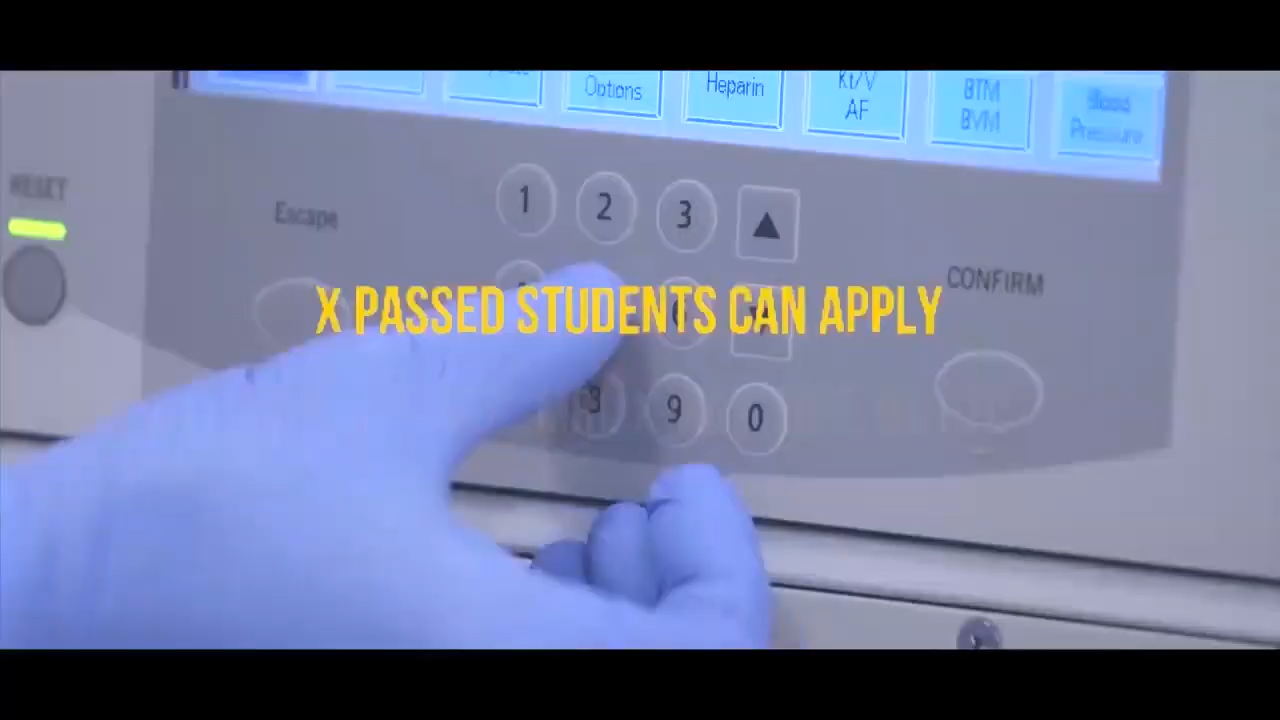 Options
Heparin
Kt/V
AF
BTM
BVM
Blood
Pressure
RESET
Escape
1 2 3
CONFIRM
X PASSED STUDENTS CAN APPLY
9 0